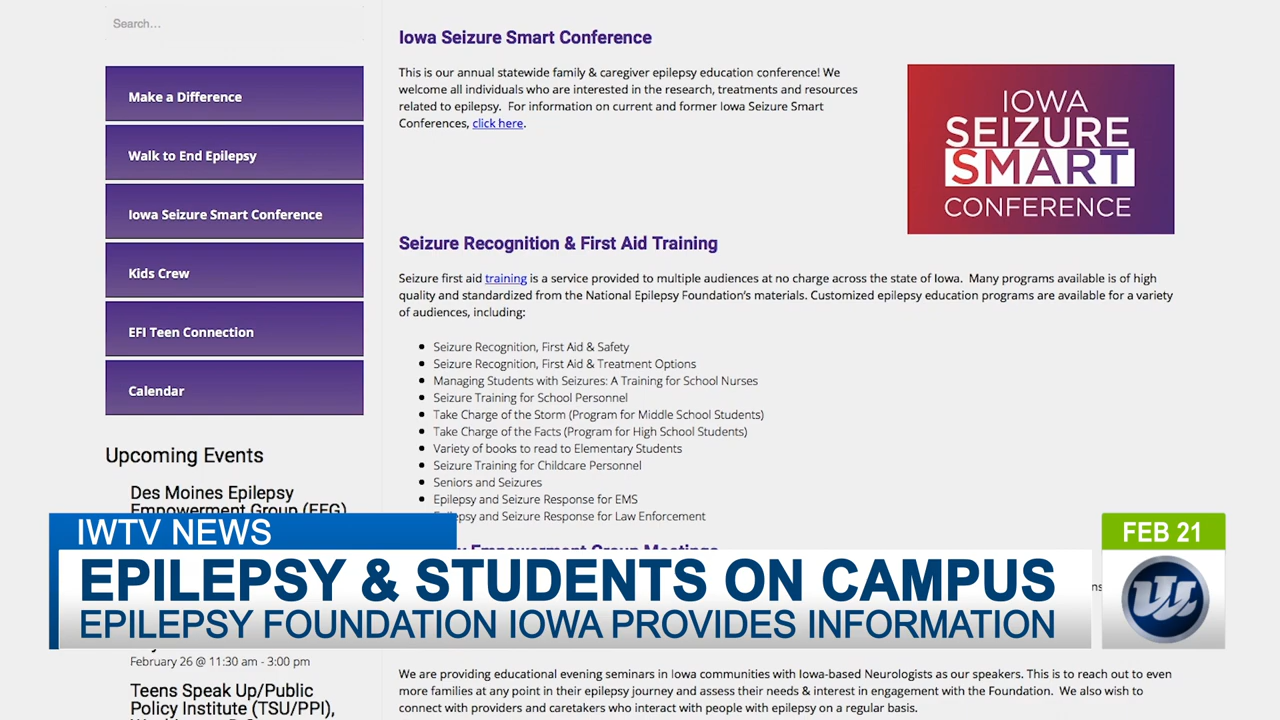 Search...
Make a Difference
Walk to End Epilepsy
Iowa Seizure Smart Conference
Kids Crew
EFI Teen Connection
Calendar
Upcoming Events
Des Moines Epilepsy
Empowerment Group (EEG)
February 26 @ 11:30 am - 3:00 pm
Teens Speak Up/Public
Policy Institute (TSU/PPI),
Iowa Seizure Smart Conference
This is our annual statewide family & caregiver epilepsy education conference! We
welcome all individuals who are interested in the research, treatments and resources
related to epilepsy. For information on current and former Iowa Seizure Smart
Conferences, click here.
IOWA
SEIZURE
SMART
CONFERENCE
Seizure Recognition & First Aid Training
Seizure first aid training is a service provided to multiple audiences at no charge across the state of Iowa. Many programs available is of high
quality and standardized from the National Epilepsy Foundation's materials. Customized epilepsy education programs are available for a variety
of audiences, including:
Seizure Recognition, First Aid & Safety
Seizure Recognition, First Aid & Treatment Options
Managing Students with Seizures: A Training for School Nurses
Seizure Training for School Personnel
Take Charge of the Storm (Program for Middle School Students)
Take Charge of the Facts (Program for High School Students)
Variety of books to read to Elementary Students
Seizure Training for Childcare Personnel
Seniors and Seizures
Epilepsy and Seizure Response for EMS
Epilepsy and Seizure Response for Law Enforcement
Empowerment Group Meetings
We are providing educational evening seminars in Iowa communities with Iowa-based Neurologists as our speakers. This is to reach out to even
more families at any point in their epilepsy journey and assess their needs & interest in engagement with the Foundation. We also wish to
connect with providers and caretakers who interact with people with epilepsy on a regular basis.
IWTV NEWS
EPILEPSY & STUDENTS ON CAMPUS
EPILEPSY FOUNDATION IOWA PROVIDES INFORMATION
FEB 21